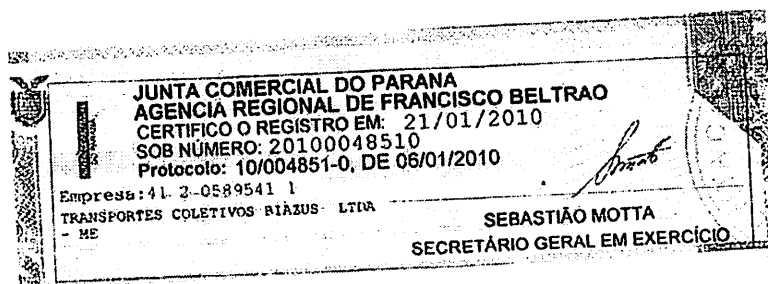 JUNTA COMERCIAL DO PARANA
AGENCIA REGIONAL DE FRANCISCO BELTRAO
CERTIFICO O REGISTRO EM: 21/01/2010
SOB NÚMERO: 20100048510
Protocolo: 10/004851-0, DE 06/01/2010
Empresa:41 2 0589541 1
TRANSPORTES COLETIVOS BIAZUS LTDA
- ME
SEBASTIÃO MOTTA
SECRETÁRIO GERAL EM EXERCÍCIO